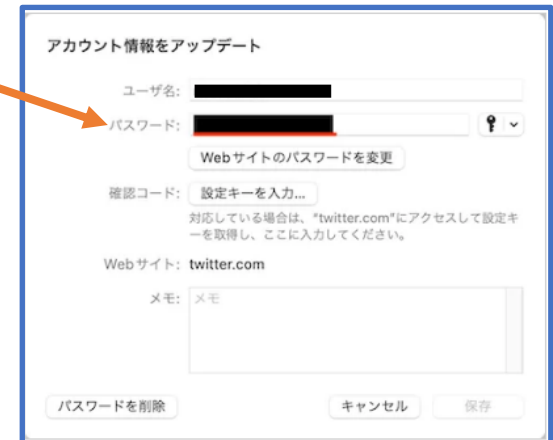 アカウント情報をアップデート
ユーザ名:
パスワード:
Webサイトのパスワードを変更
確認コード: 設定キーを入力...
対応している場合は、“twitter.com”にアクセスして設定キ
ーを取得し、ここに入力してください。
Webサイト: twitter.com
メモ: メモ
パスワードを削除 キャンセル 保存